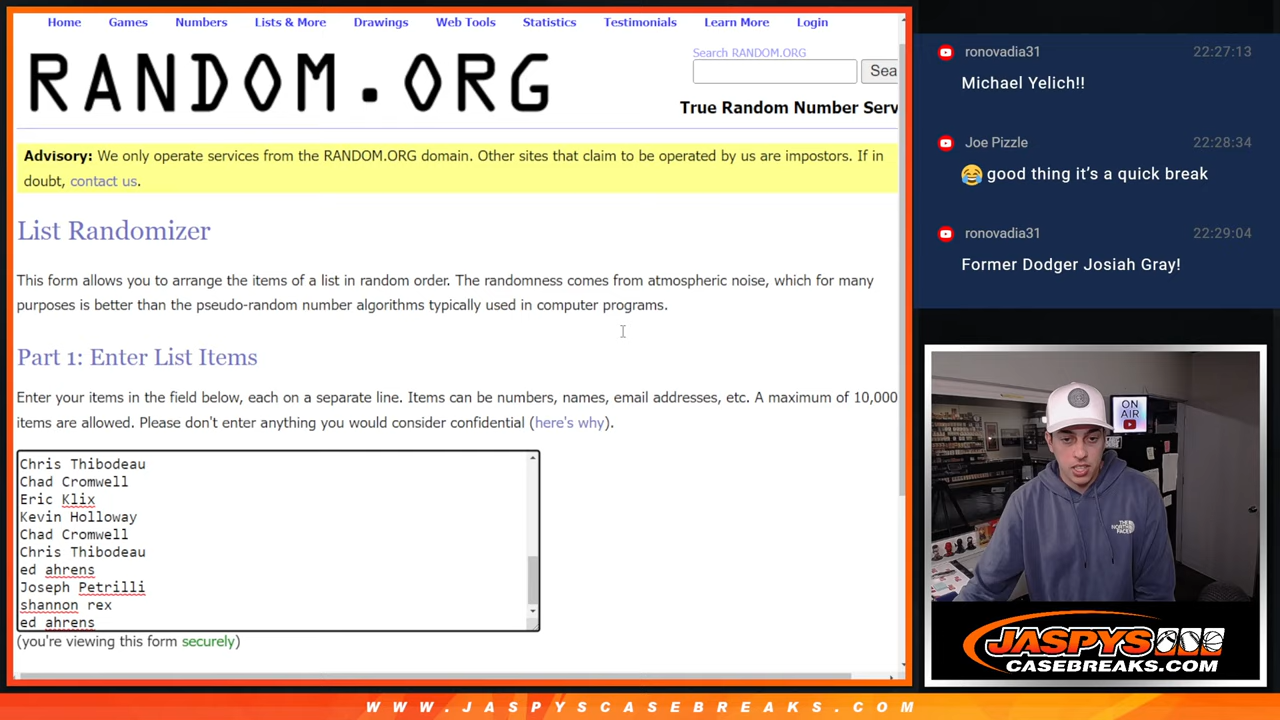 Home Games Numbers Lists & More Drawings Web Tools Statistics Testimonials Learn More Login
RANDOM.ORG
Search RANDOM.ORG
Sea
True Random Number Serv
Advisory: We only operate services from the RANDOM.ORG domain. Other sites that claim to be operated by us are impostors. If in
doubt, contact us.
List Randomizer
This form allows you to arrange the items of a list in random order. The randomness comes from atmospheric noise, which for many
purposes is better than the pseudo-random number algorithms typically used in computer programs.
Part 1: Enter List Items
Enter your items in the field below, each on a separate line. Items can be numbers, names, email addresses, etc. A maximum of 10,000
items are allowed. Please don't enter anything you would consider confidential (here's why).
Chris Thibodeau
Chad Cromwell
Eric Klix
Kevin Holloway
Chad Cromwell
Chris Thibodeau
ed ahrens
Joseph Petrilli
shannon rex
ed ahrens
(you're viewing this form securely)
ronovadia31 22:27:13
Michael Yelich!!
Joe Pizzle 22:28:34
😂 good thing it's a quick break
ronovadia31 22:29:04
Former Dodger Josiah Gray!
ON
AIR
THE
NORTH
FACE
JASPYS
CASEBREAKS.COM
WWW.JASPYSCASEBREAKS.COM